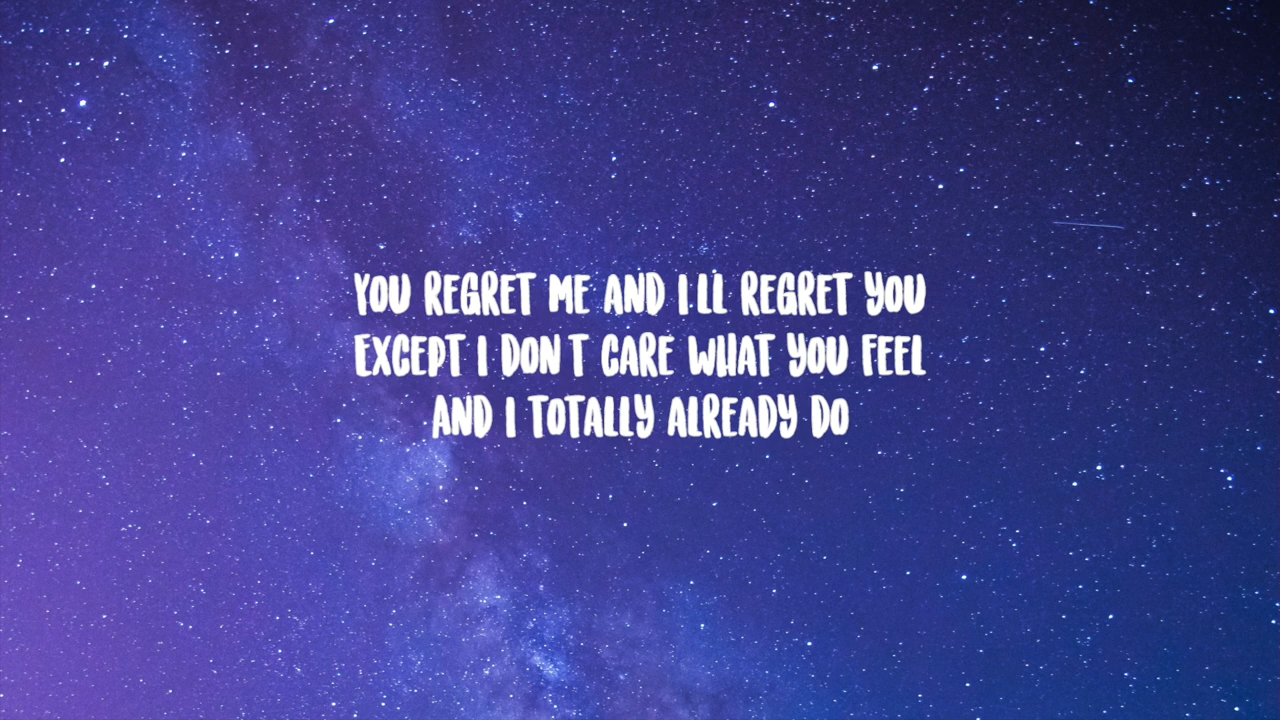 YOU REGRET ME AND I LL REGRET YOU
EXCEPT I DON T CARE WHAT YOU FEEL
AND I TOTALLY ALREADY DO